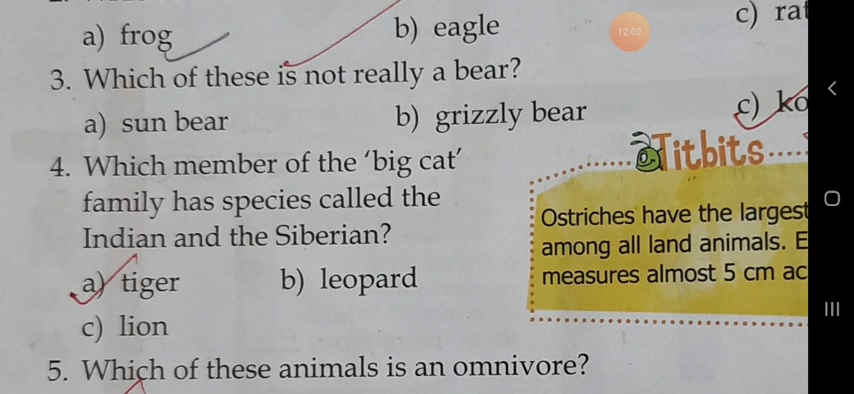 a) frog
b) eagle
c) rat
12:02
3. Which of these is not really a bear?
a) sun bear
b) grizzly bear
c) ko
4. Which member of the ‘big cat’
family has species called the
Indian and the Siberian?
a) tiger
b) leopard
c) lion
Titbits
Ostriches have the largest
among all land animals. E
measures almost 5 cm ac
5. Which of these animals is an omnivore?